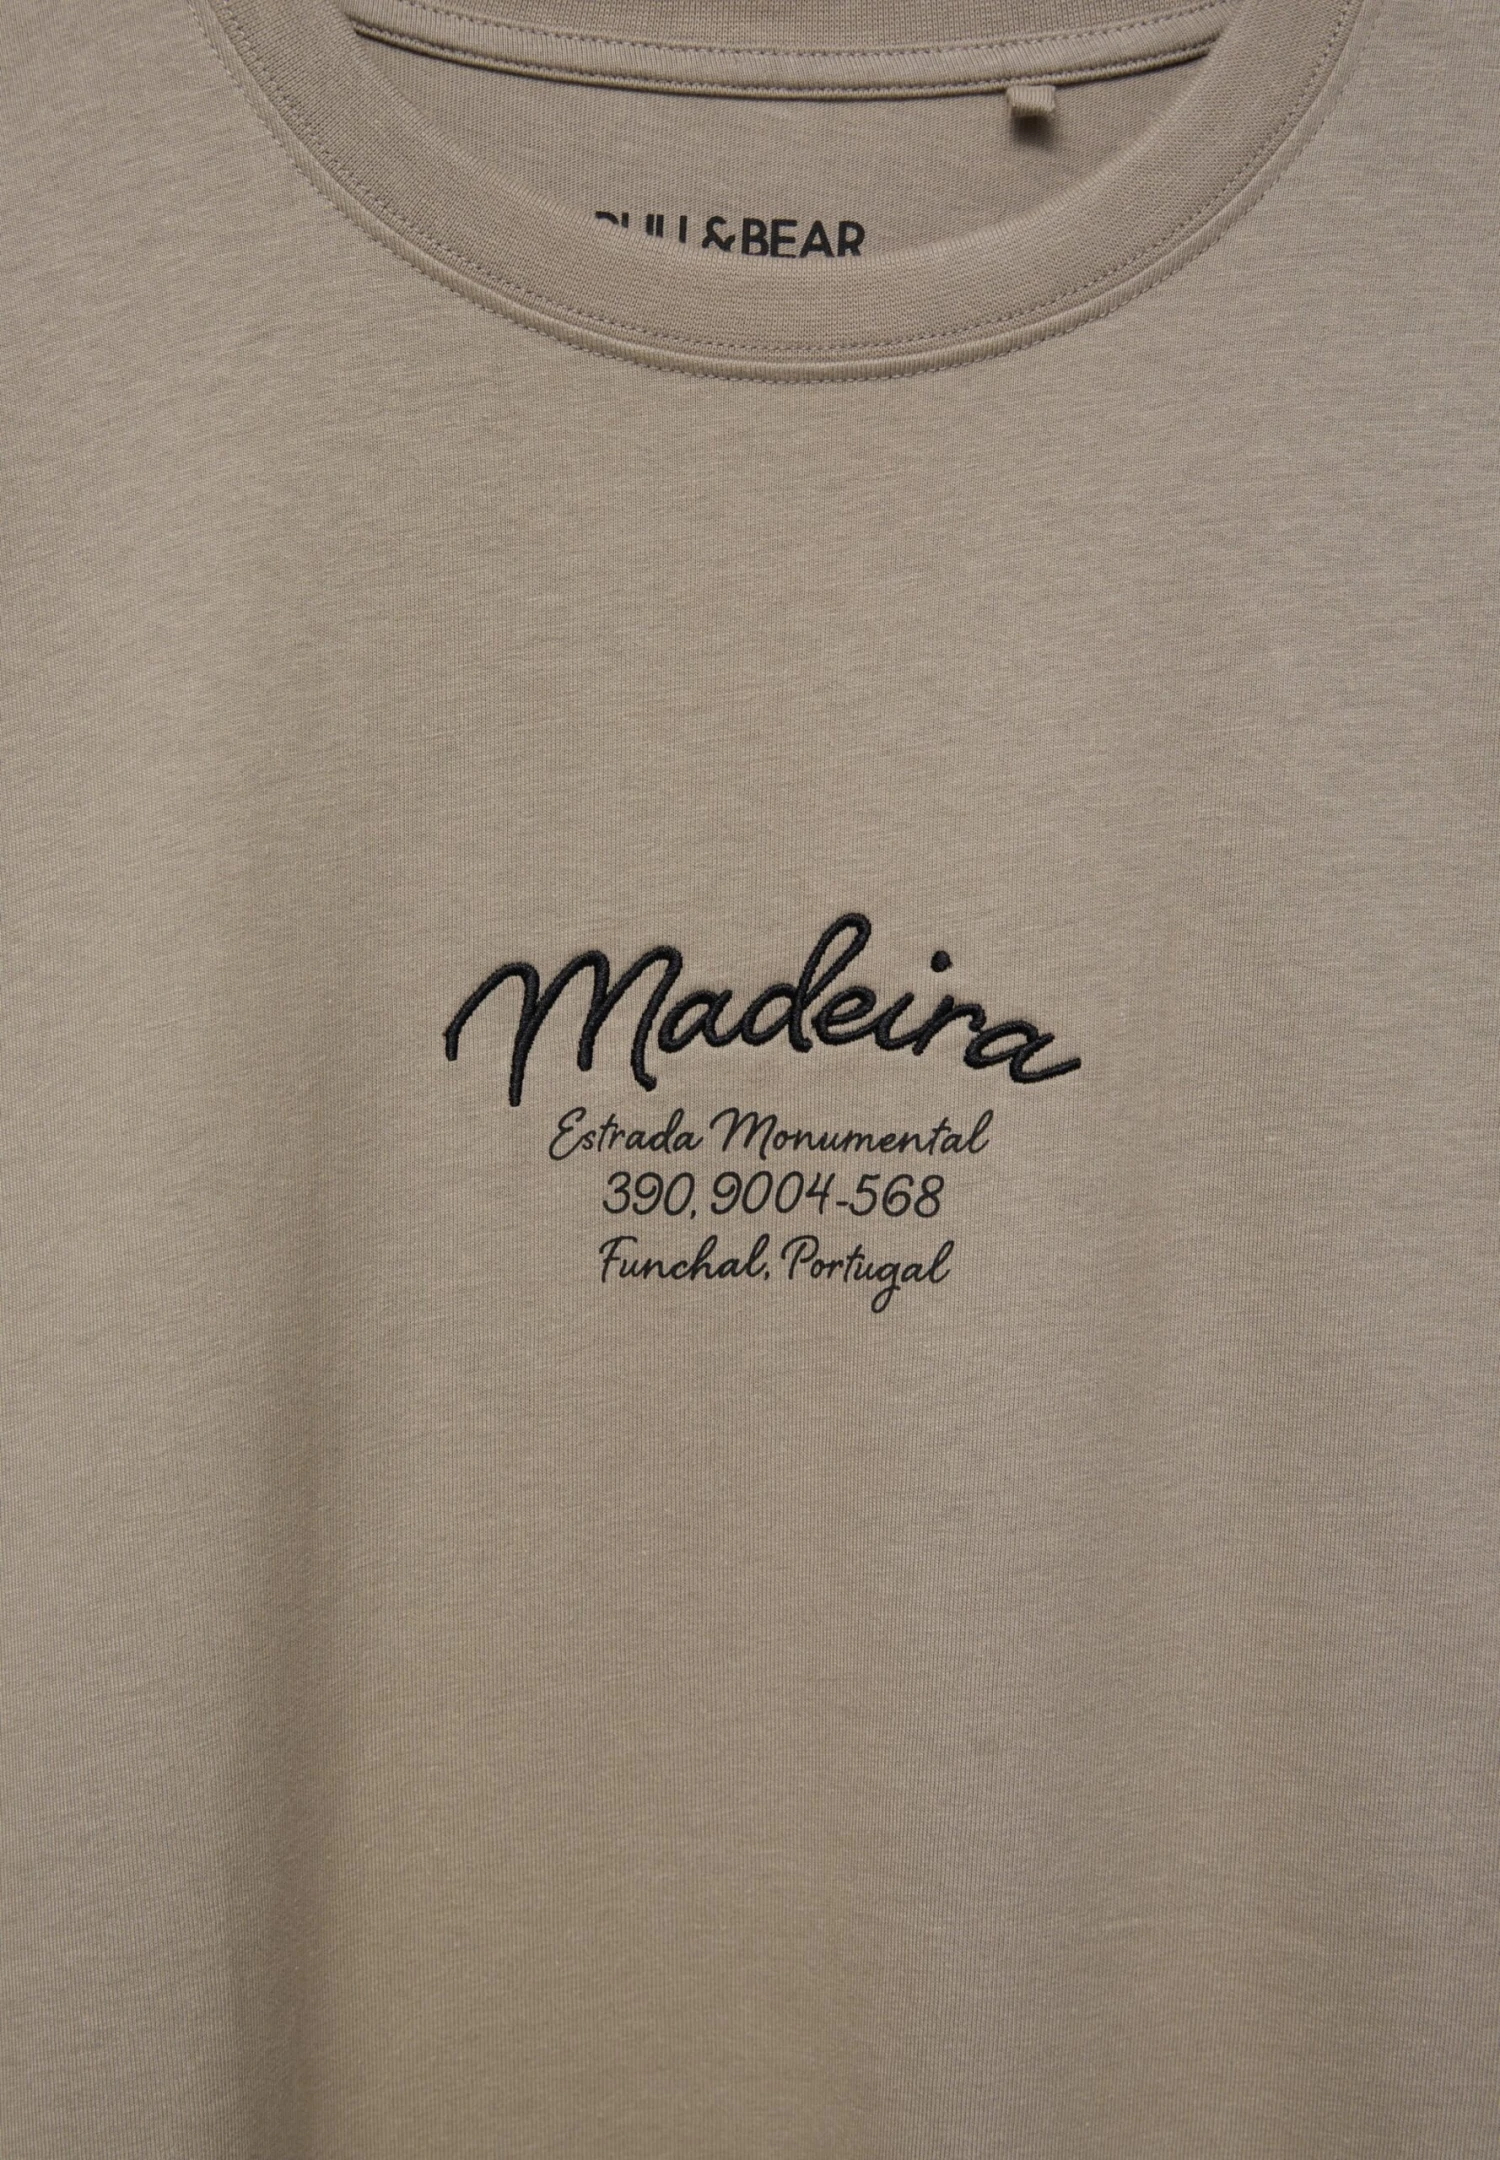 PULL&BEAR
Madeira
Estrada Monumental
390, 9004-568
Funchal, Portugal